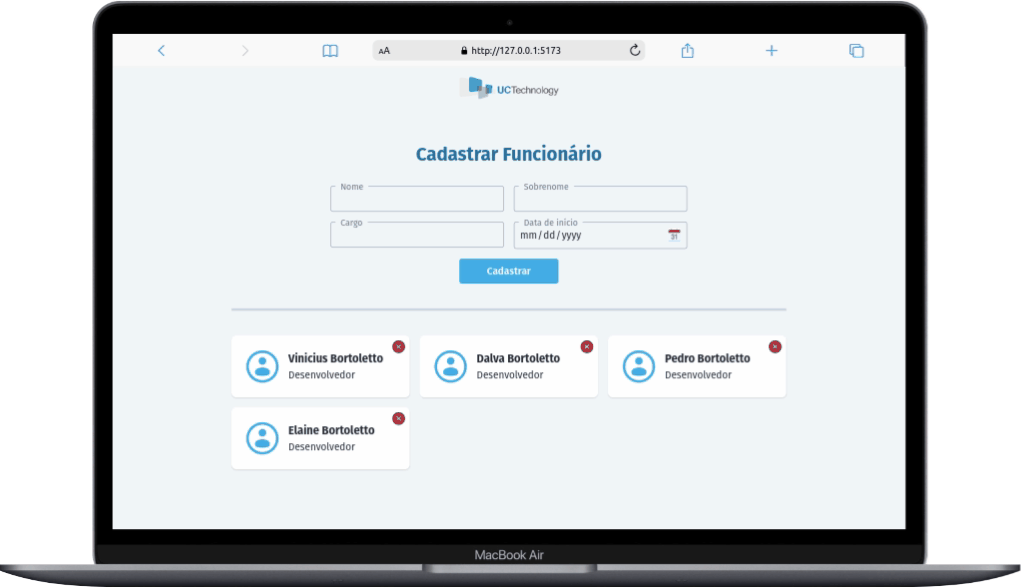 AA http://127.0.0.1:5173
UCTechnology
Cadastrar Funcionário
Nome Sobrenome
Cargo Data de início
mm/dd/yyyy 31
Cadastrar
Vinicius Bortoletto Dalva Bortoletto Pedro Bortoletto
Desenvolvedor Desenvolvedor Desenvolvedor
Elaine Bortoletto
Desenvolvedor
MacBook Air